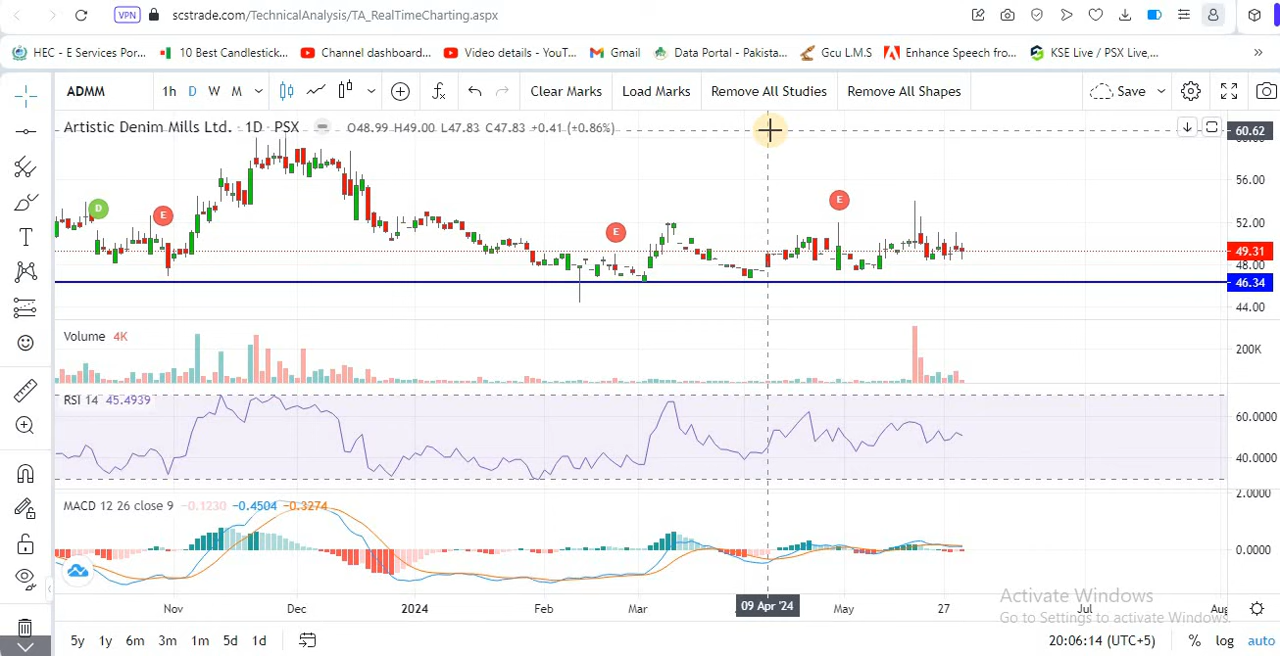 VPN scstrade.com/TechnicalAnalysis/TA_RealTimeCharting.aspx
HEC - E Services Por... 10 Best Candlestick... Channel dashboard... Video details - YouT... Gmail Data Portal - Pakista... Gcu L.M.S Enhance Speech fro... KSE Live / PSX Live,... »
ADMM 1h D W M Clear Marks Load Marks Remove All Studies Remove All Shapes Save
Artistic Denim Mills Ltd. · 1D · PSX O48.99 H49.00 L47.83 C47.83 +0.41 (+0.86%)
60.62
56.00
D E E E
52.00
49.31
48.00
46.34
44.00
Volume 4K
200K
RSI 14 45.4939
60.0000
40.0000
MACD 12 26 close 9 -0.1230 -0.4504 -0.3274
2.0000
0.0000
Nov Dec 2024 Feb Mar 09 Apr '24 May 27 Jul Aug
Activate Windows
Go to Settings to activate Windows.
5y 1y 6m 3m 1m 5d 1d 20:06:14 (UTC+5) % log auto